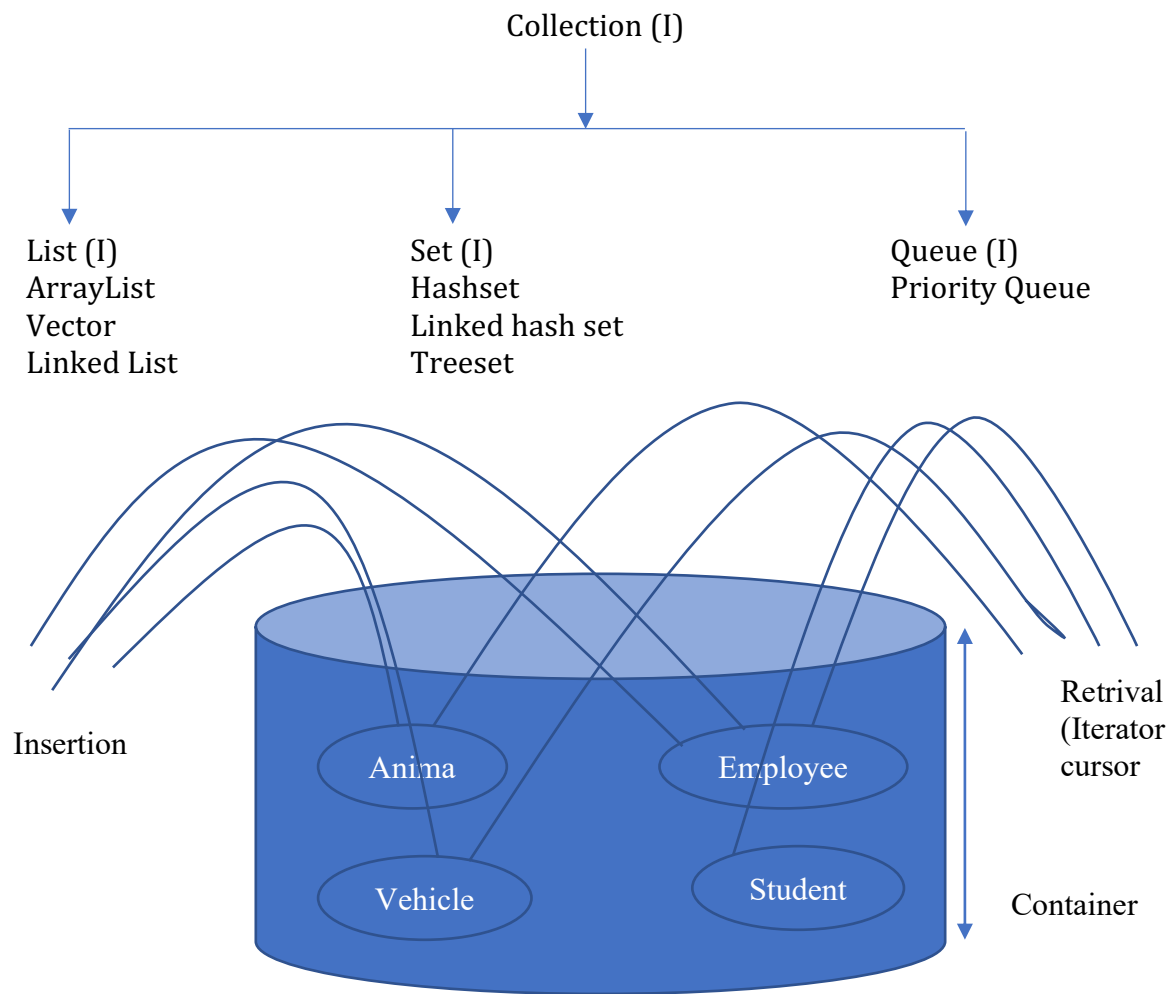 Collection (I)
List (I)
ArrayList
Vector
Linked List
Set (I)
Hashset
Linked hash set
Treeset
Queue (I)
Priority Queue
Insertion
Anima
Employee
Vehicle
Student
Retrival
(Iterator
cursor
Container